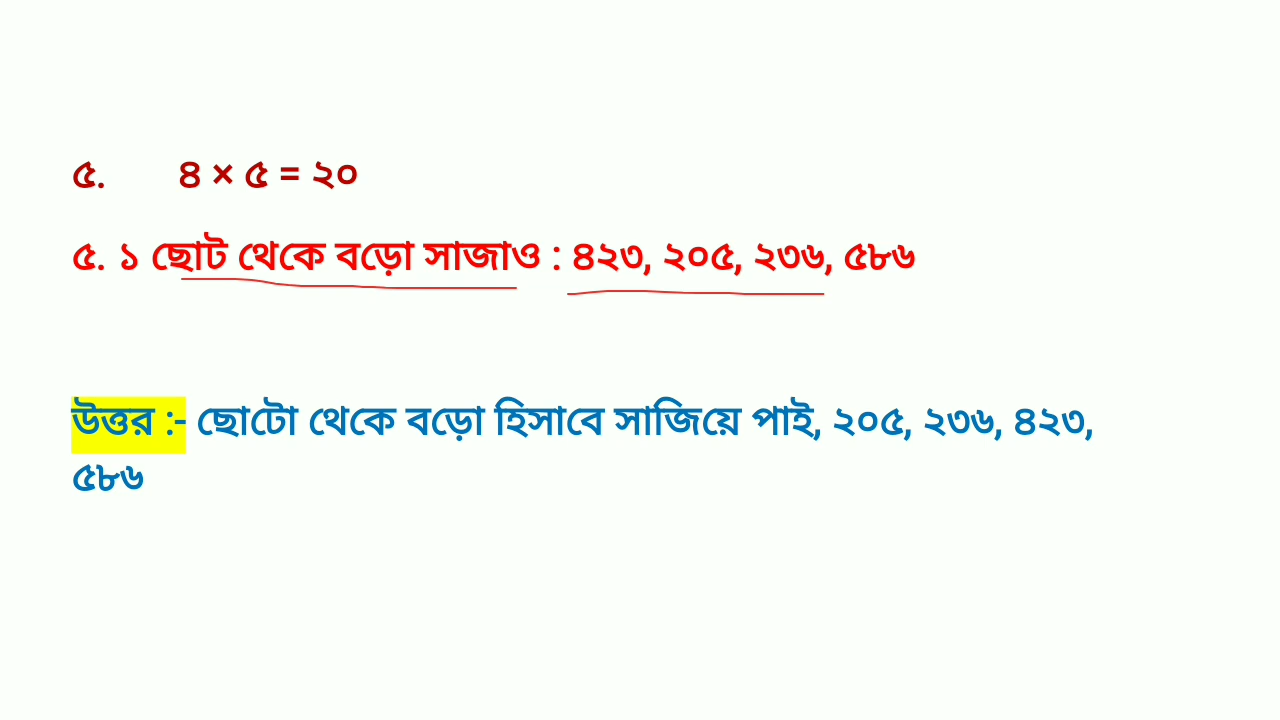 ৫. ৪ × ৫ = ২০
৫. ১ ছোট থেকে বড়ো সাজাও : ৪২৩, ২০৫, ২৩৬, ৫৮৬
উত্তর :- ছোটো থেকে বড়ো হিসাবে সাজিয়ে পাই, ২০৫, ২৩৬, ৪২৩,
৫৮৬